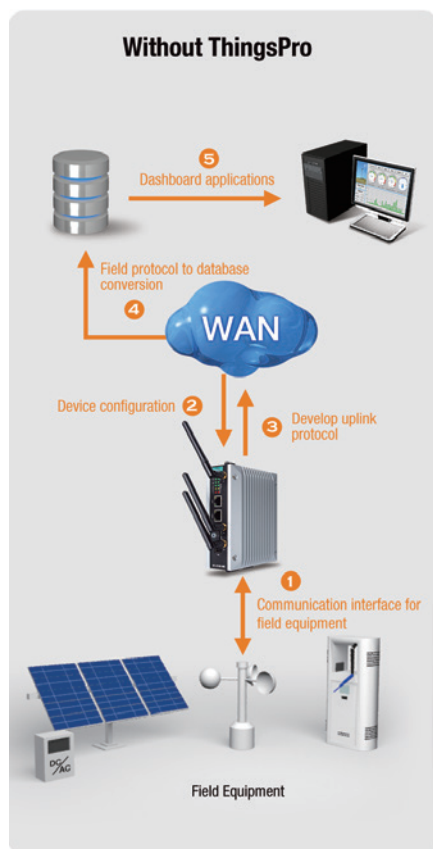 Without ThingsPro
5
Dashboard applications
Field protocol to database
conversion
4
WAN
Device configuration 2
3 Develop uplink
protocol
1
Communication interface for
field equipment
DC/AC
Field Equipment